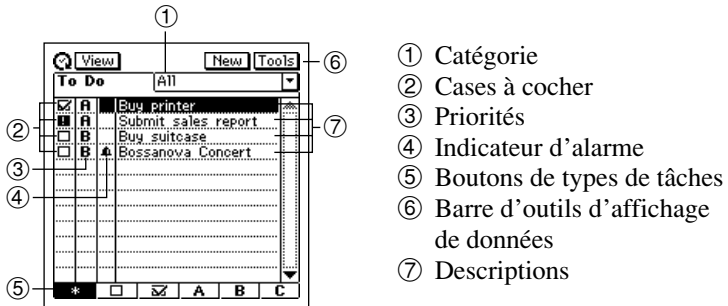 ①
View New Tools ⑥
To Do All
A Buy printer
A Submit sales report
② B Buy suitcase ⑦
B Bossanova Concert
③
④
⑤ * A B C
① Catégorie
② Cases à cocher
③ Priorités
④ Indicateur d'alarme
⑤ Boutons de types de tâches
⑥ Barre d'outils d'affichage
de données
⑦ Descriptions